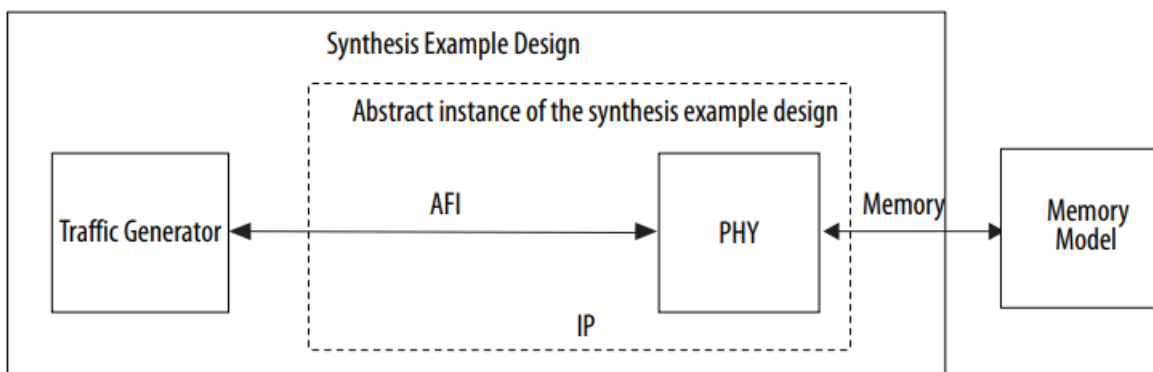 Synthesis Example Design
Abstract instance of the synthesis example design
Traffic Generator
AFI
PHY
Memory
Memory
Model
IP